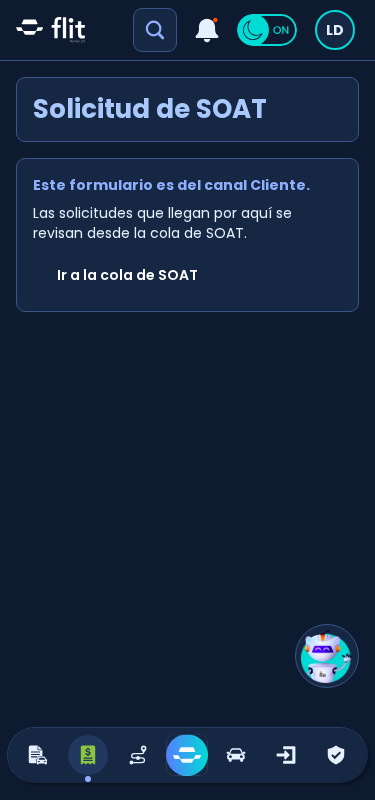 flit
ON
LD
Solicitud de SOAT
Este formulario es del canal Cliente.
Las solicitudes que llegan por aquí se
revisan desde la cola de SOAT.
Ir a la cola de SOAT